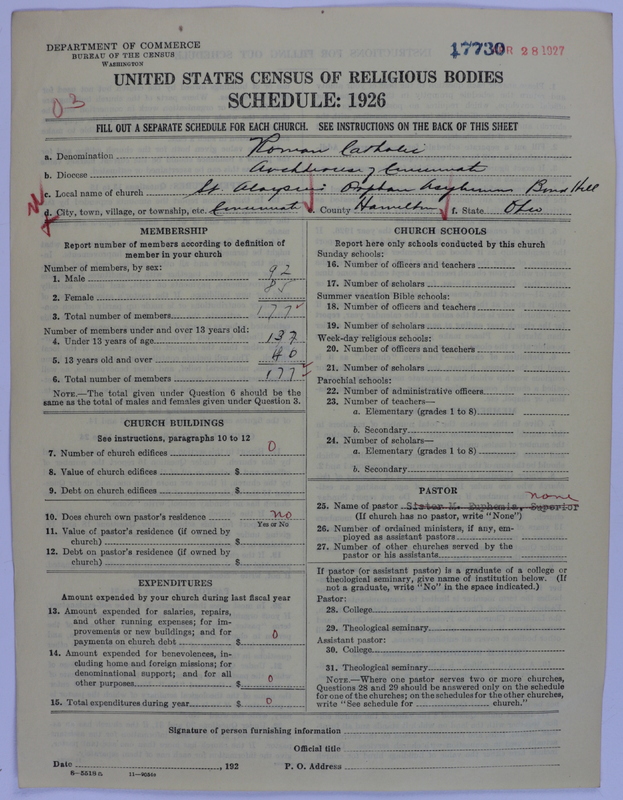 DEPARTMENT OF COMMERCE
BUREAU OF THE CENSUS
WASHINGTON
17730 MAR 28 1927
UNITED STATES CENSUS OF RELIGIOUS BODIES
SCHEDULE: 1926
03
FILL OUT A SEPARATE SCHEDULE FOR EACH CHURCH. SEE INSTRUCTIONS ON THE BACK OF THIS SHEET
a. Denomination Roman Catholic
b. Diocese Archdiocese of Cincinnati
c. Local name of church St. Aloysius Orphan Asylum Bond Hill
d. City, town, village, or township, etc. Cincinnati e. County Hamilton f. State Ohio
MEMBERSHIP
Report number of members according to definition of
member in your church
Number of members, by sex:
1. Male 92
2. Female 85
3. Total number of members 177
Number of members under and over 13 years old:
4. Under 13 years of age 137
5. 13 years old and over 40
6. Total number of members 177
NOTE.—The total given under Question 6 should be
same as the total of males and females given under Question 3.
CHURCH BUILDINGS
See instructions, paragraphs 10 to 12
7. Number of church edifices 0
8. Value of church edifices $
9. Debt on church edifices $
10. Does church own pastor's residence no
Yes or No
11. Value of pastor's residence (if owned by
church) $
12. Debt on pastor's residence (if owned by
church) $
EXPENDITURES
Amount expended by your church during last fiscal year
13. Amount expended for salaries, repairs,
and other running expenses; for im-
provements or new buildings; and for
payments on church debt $ 0
14. Amount expended for benevolences, in-
cluding home and foreign missions; for
denominational support; and for all
other purposes $ 0
15. Total expenditures during year $ 0
CHURCH SCHOOLS
Report here only schools conducted by this church
Sunday schools:
16. Number of officers and teachers
17. Number of scholars
Summer vacation Bible schools:
18. Number of officers and teachers
19. Number of scholars
Week-day religious schools:
20. Number of officers and teachers
21. Number of scholars
Parochial schools:
22. Number of administrative officers
23. Number of teachers—
a. Elementary (grades 1 to 8)
b. Secondary
24. Number of scholars—
a. Elementary (grades 1 to 8)
b. Secondary
PASTOR
none
25. Name of pastor Sister M. Euphemia, Superior
(If church has no pastor, write "None")
26. Number of ordained ministers, if any, em-
ployed as assistant pastors
27. Number of other churches served by the
pastor or his assistants
If pastor (or assistant pastor) is a graduate of a college or
theological seminary, give name of institution below. (If
not a graduate, write "No" in the space indicated.)
Pastor:
28. College
29. Theological seminary
Assistant pastor:
30. College
31. Theological seminary
NOTE.—Where one pastor serves two or more churches,
Questions 28 and 29 should be answered only on the schedule
for one of the churches; on the schedules for the other churches,
write "See schedule for church."
Signature of person furnishing information
Official title
Date , 192 P. O. Address